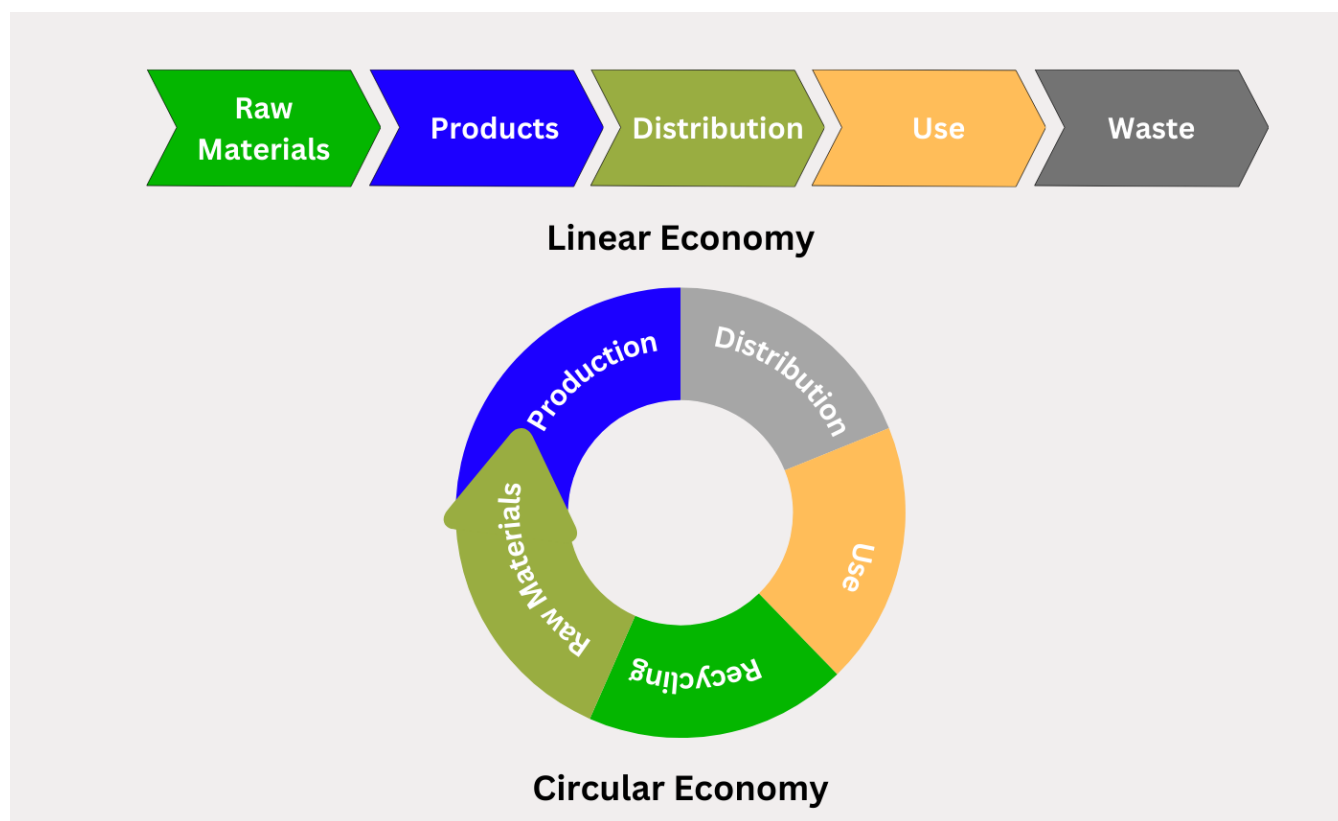 Raw
Materials
Products
Distribution
Use
Waste
Linear Economy
Production
Distribution
Use
Recycling
Raw Materials
Circular Economy